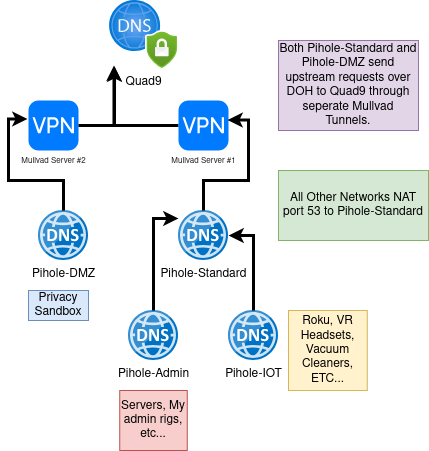 DNS
Quad9
Both Pihole-Standard and
Pihole-DMZ send
upstream requests over
DOH to Quad9 through
seperate Mullvad
Tunnels.
VPN
Mullvad Server #2
VPN
Mullvad Server #1
All Other Networks NAT
port 53 to Pihole-Standard
DNS
Pihole-DMZ
DNS
Pihole-Standard
Privacy
Sandbox
DNS
Pihole-Admin
DNS
Pihole-IOT
Roku, VR
Headsets,
Vacuum
Cleaners,
ETC...
Servers, My
admin rigs,
etc...